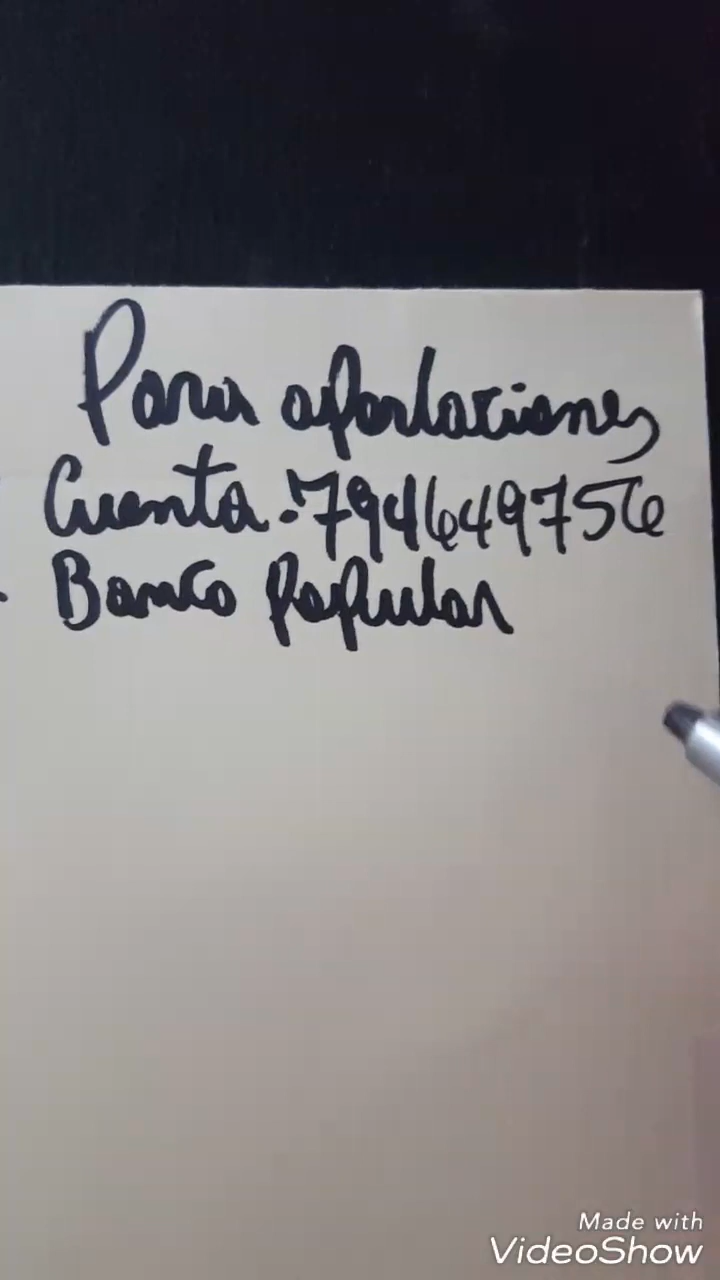 Para aportaciones
Cuenta: 794649756
Banco Popular
Made with
VideoShow